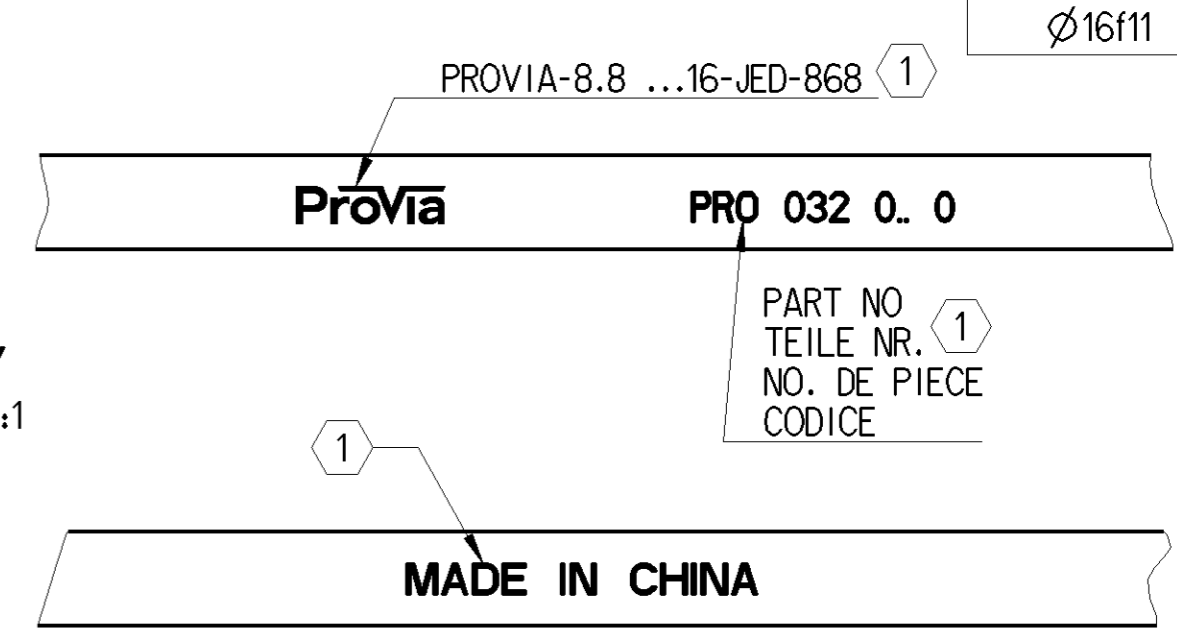 Ø16f11
PROVIA-8.8 ...16-JED-868 1
ProVia PRO 032 0.. 0
PART NO
TEILE NR. 1
NO. DE PIECE
CODICE
:1
1
MADE IN CHINA